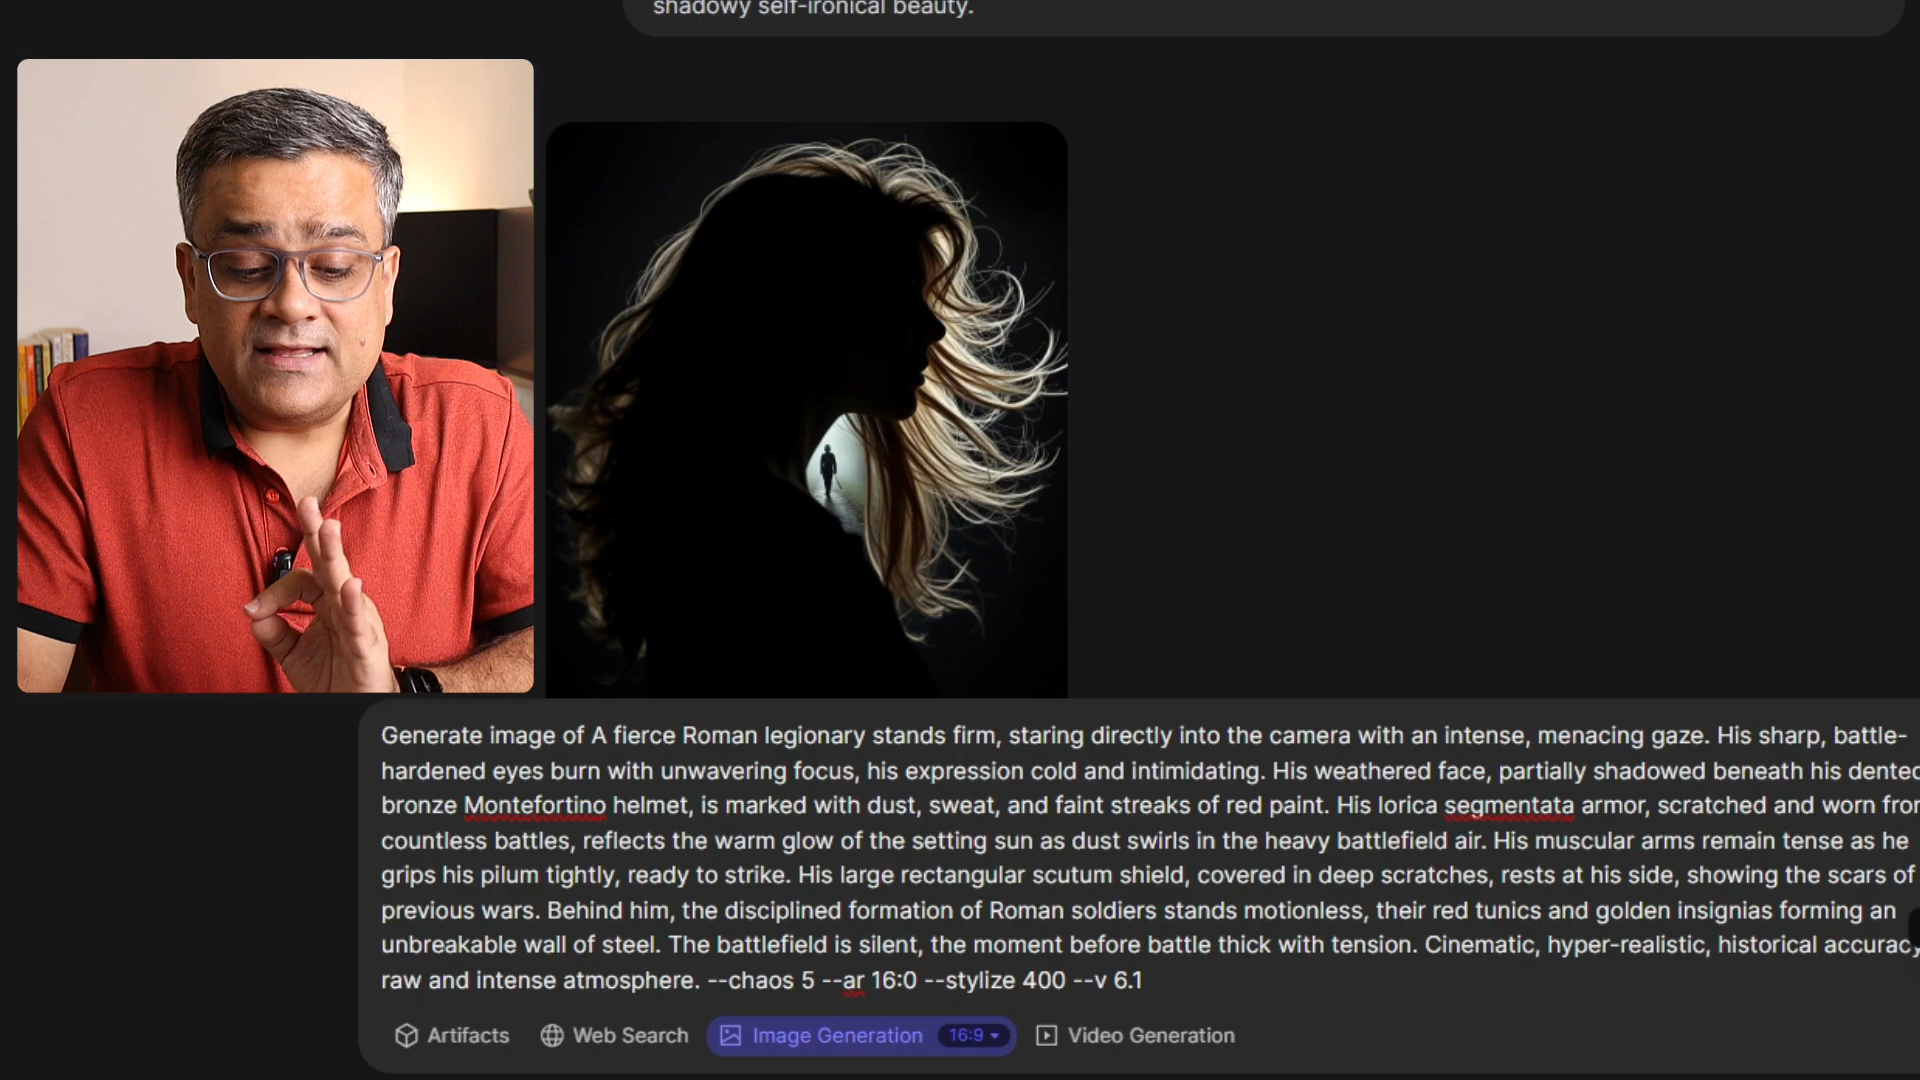 shadowy self-ironical beauty.
Generate image of A fierce Roman legionary stands firm, staring directly into the camera with an intense, menacing gaze. His sharp, battle-
hardened eyes burn with unwavering focus, his expression cold and intimidating. His weathered face, partially shadowed beneath his dented
bronze Montefortino helmet, is marked with dust, sweat, and faint streaks of red paint. His lorica segmentata armor, scratched and worn from
countless battles, reflects the warm glow of the setting sun as dust swirls in the heavy battlefield air. His muscular arms remain tense as he
grips his pilum tightly, ready to strike. His large rectangular scutum shield, covered in deep scratches, rests at his side, showing the scars of
previous wars. Behind him, the disciplined formation of Roman soldiers stands motionless, their red tunics and golden insignias forming an
unbreakable wall of steel. The battlefield is silent, the moment before battle thick with tension. Cinematic, hyper-realistic, historical accuracy,
raw and intense atmosphere. --chaos 5 --ar 16:0 --stylize 400 --v 6.1
Artifacts Web Search Image Generation 16:9 Video Generation